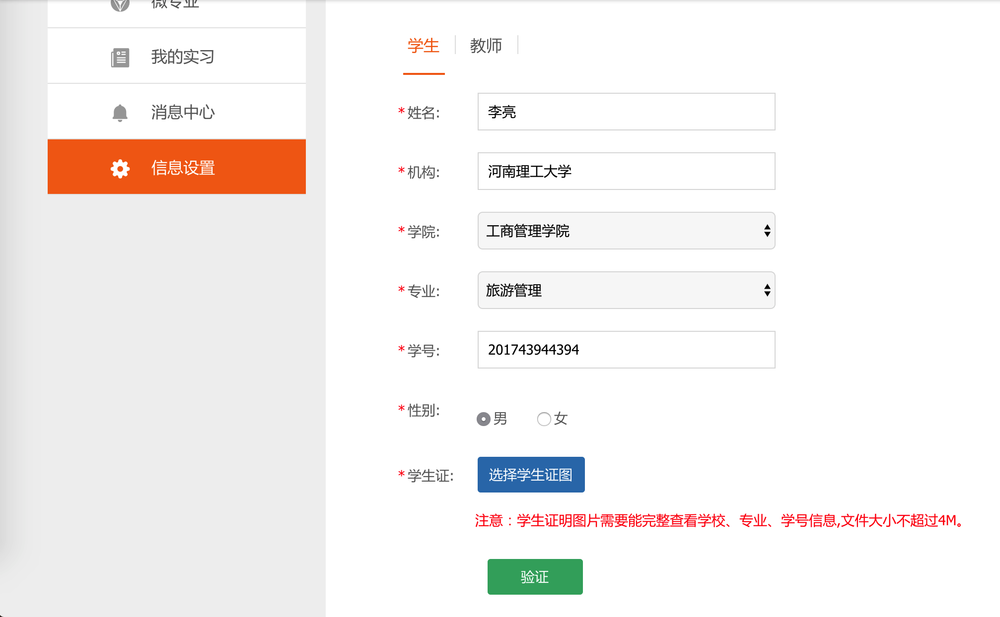 微专业
我的实习
消息中心
信息设置
学生
教师
*姓名:
李亮
*机构:
河南理工大学
*学院:
工商管理学院
*专业:
旅游管理
*学号:
201743944394
*性别:
男
女
*学生证:
选择学生证图
注意：学生证明图片需要能完整查看学校、专业、学号信息,文件大小不超过4M。
验证